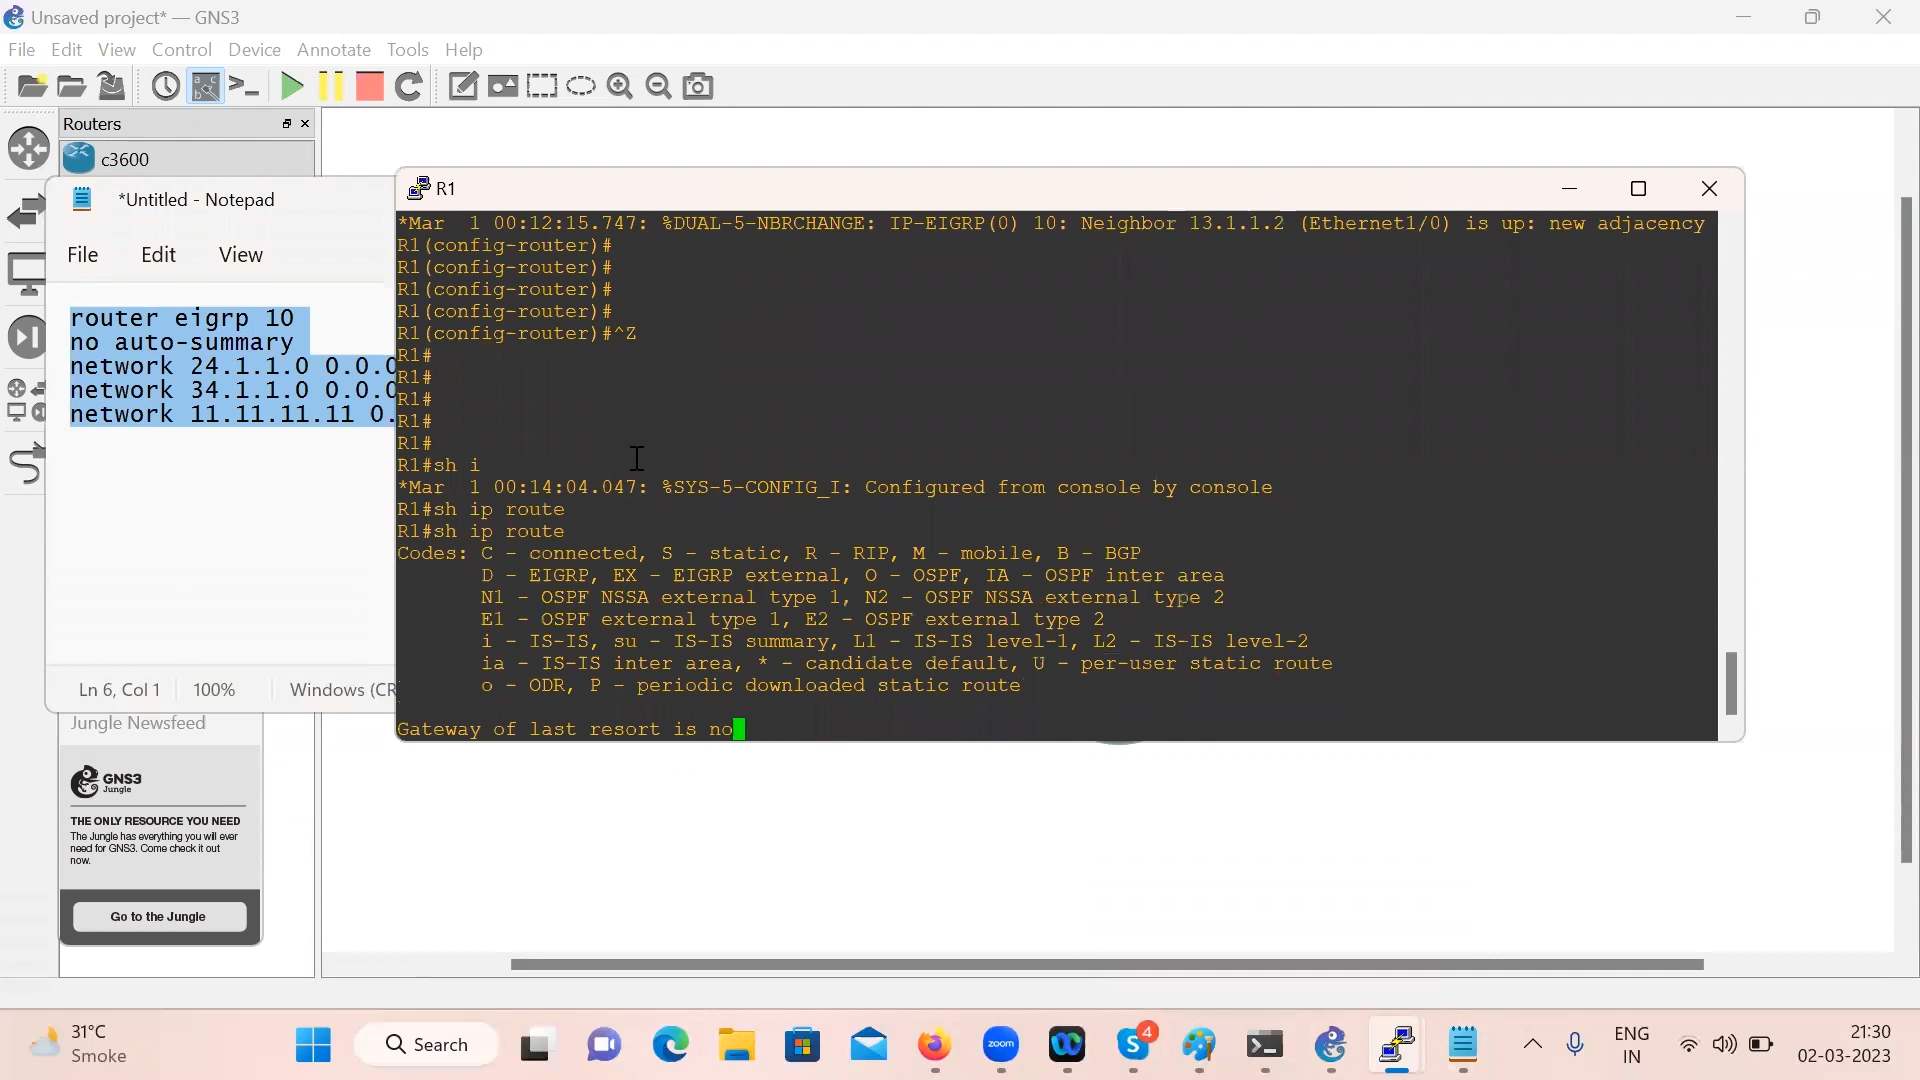 Unsaved project* — GNS3
File Edit View Control Device Annotate Tools Help
Routers
c3600
*Untitled - Notepad
File Edit View
router eigrp 10
no auto-summary
network 24.1.1.0 0.0.0
network 34.1.1.0 0.0.0
network 11.11.11.11 0.
Ln 6, Col 1 100% Windows (CR
R1
*Mar  1 00:12:15.747: %DUAL-5-NBRCHANGE: IP-EIGRP(0) 10: Neighbor 13.1.1.2 (Ethernet1/0) is up: new adjacency
R1(config-router)#
R1(config-router)#
R1(config-router)#
R1(config-router)#
R1(config-router)#^Z
R1#
R1#
R1#
R1#
R1#
R1#sh i
*Mar  1 00:14:04.047: %SYS-5-CONFIG_I: Configured from console by console
R1#sh ip route
R1#sh ip route
Codes: C - connected, S - static, R - RIP, M - mobile, B - BGP
D - EIGRP, EX - EIGRP external, O - OSPF, IA - OSPF inter area
N1 - OSPF NSSA external type 1, N2 - OSPF NSSA external type 2
E1 - OSPF external type 1, E2 - OSPF external type 2
i - IS-IS, su - IS-IS summary, L1 - IS-IS level-1, L2 - IS-IS level-2
ia - IS-IS inter area, * - candidate default, U - per-user static route
o - ODR, P - periodic downloaded static route
Gateway of last resort is no
Jungle Newsfeed
GNS3
Jungle
THE ONLY RESOURCE YOU NEED
The Jungle has everything you will ever
need for GNS3. Come check it out
now.
Go to the Jungle
31°C
Smoke
Search
zoom
4
ENG
IN
21:30
02-03-2023